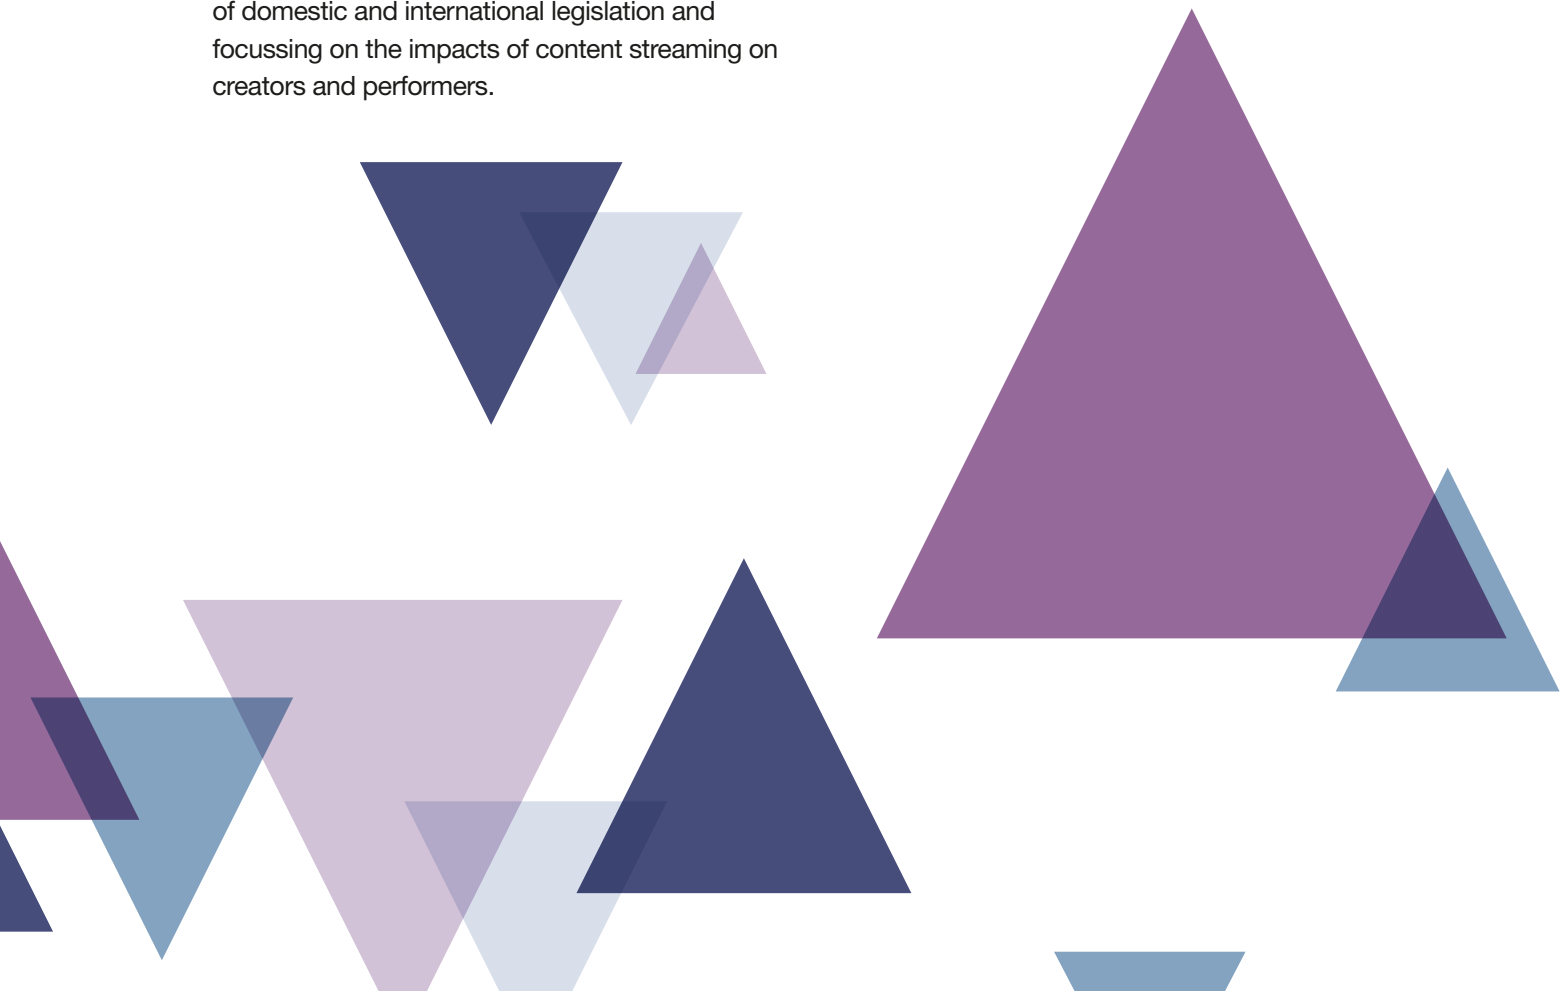 of domestic and international legislation and
focussing on the impacts of content streaming on
creators and performers.